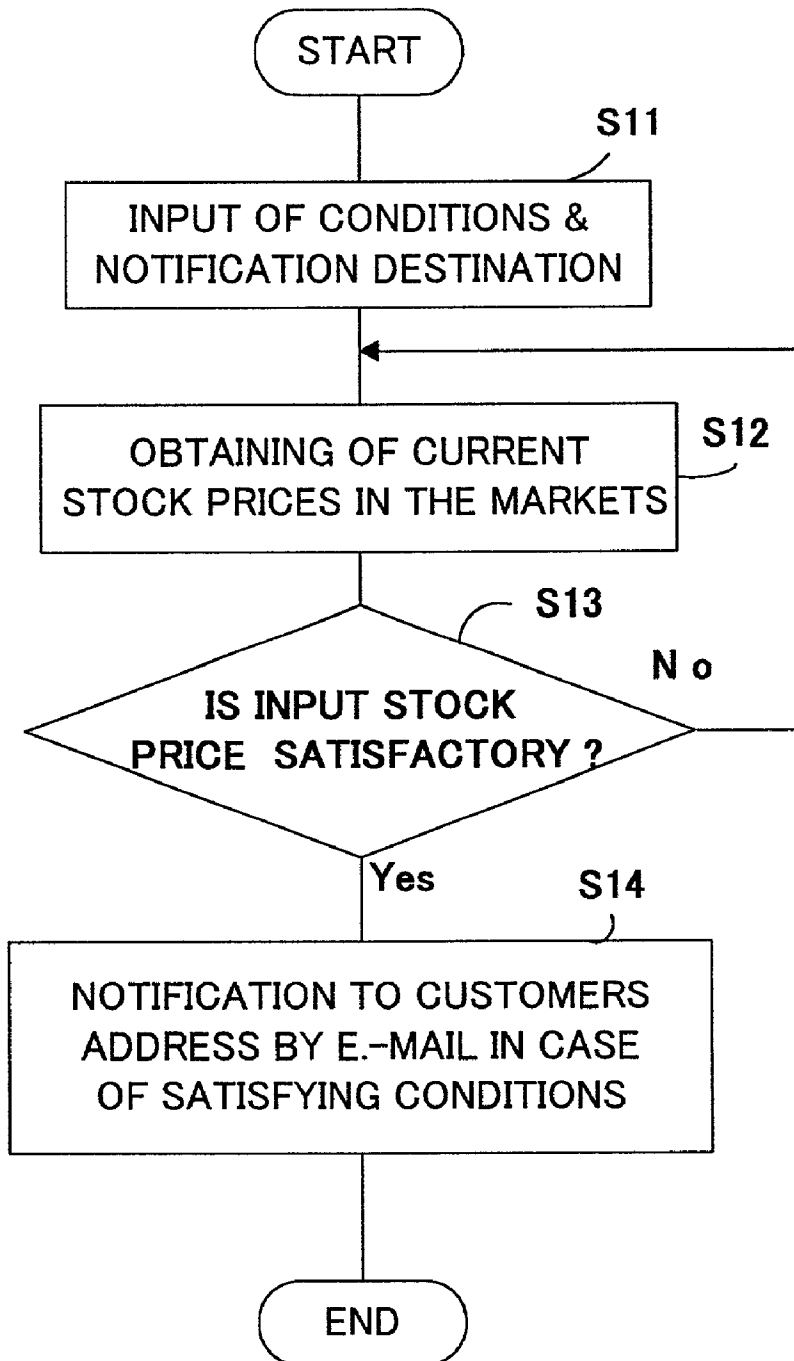 START
S11
INPUT OF CONDITIONS &
NOTIFICATION DESTINATION
S12
OBTAINING OF CURRENT
STOCK PRICES IN THE MARKETS
S13
No
IS INPUT STOCK
PRICE SATISFACTORY ?
Yes
S14
NOTIFICATION TO CUSTOMERS
ADDRESS BY E.-MAIL IN CASE
OF SATISFYING CONDITIONS
END